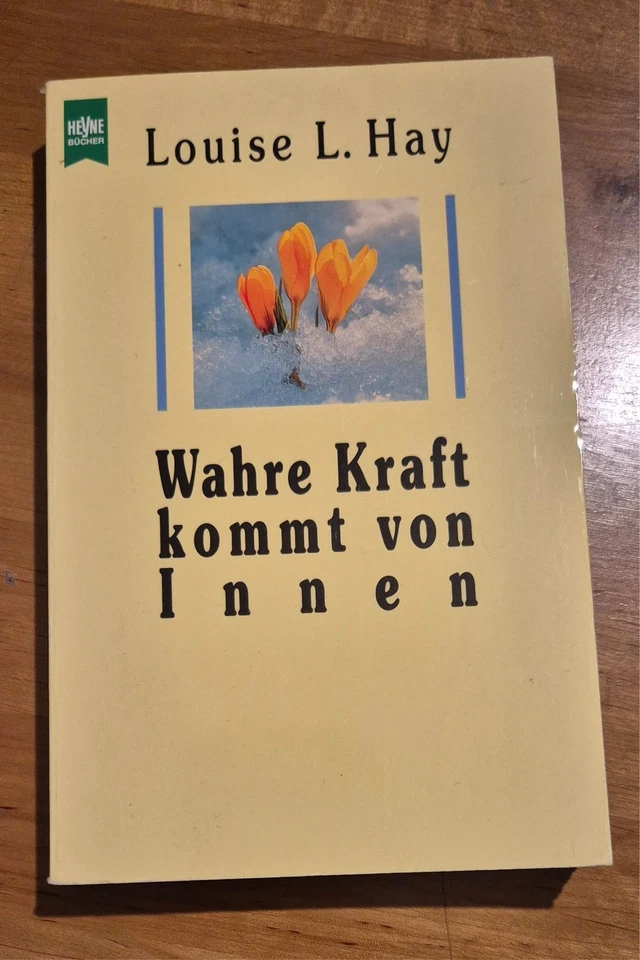 HEYNE
BÜCHER
Louise L. Hay
Wahre Kraft
kommt von
Innen